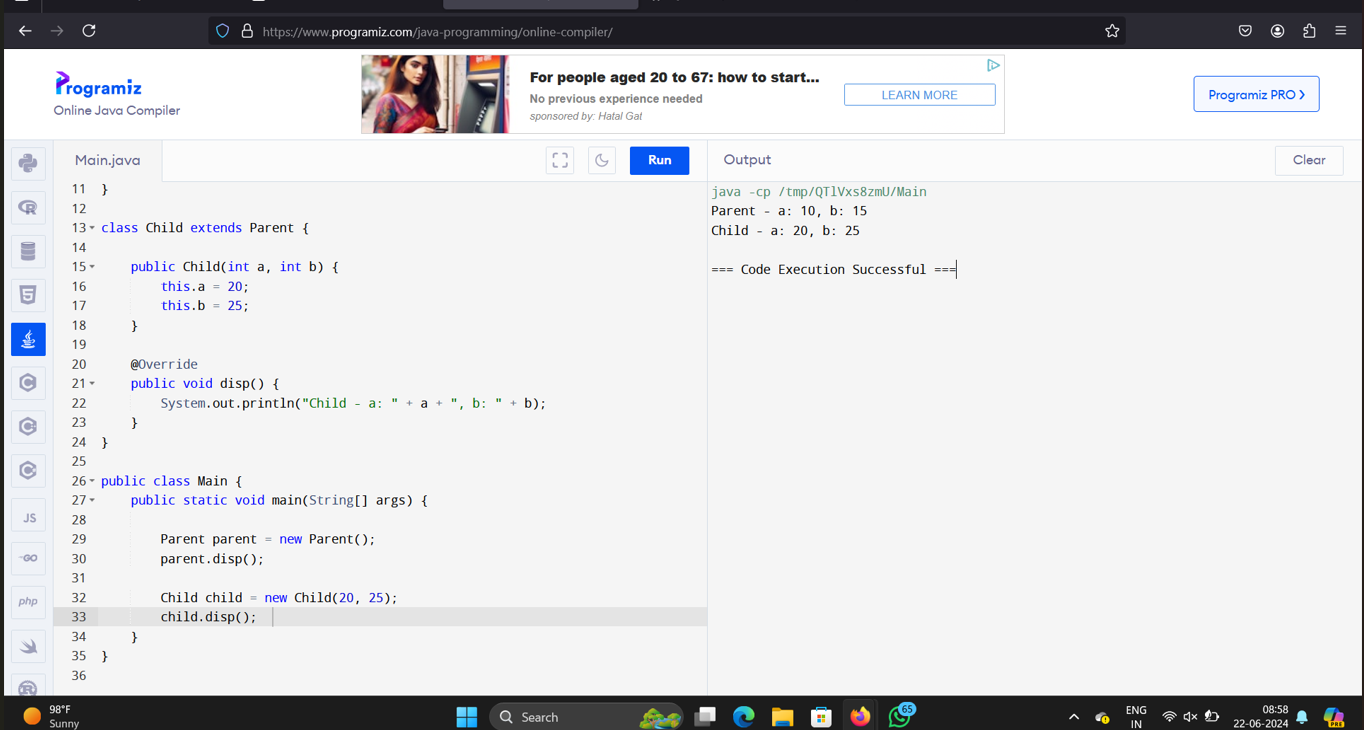 https://www.programiz.com/java-programming/online-compiler/
Programiz
Online Java Compiler
For people aged 20 to 67: how to start...
No previous experience needed
sponsored by: Hatal Gat
LEARN MORE
Programiz PRO
Main.java
Run
Output
Clear
11 }
12
13 class Child extends Parent {
14
15 public Child(int a, int b) {
16 this.a = 20;
17 this.b = 25;
18 }
19
20 @Override
21 public void disp() {
22 System.out.println("Child - a: " + a + ", b: " + b);
23 }
24 }
25
26 public class Main {
27 public static void main(String[] args) {
28
29 Parent parent = new Parent();
30 parent.disp();
31
32 Child child = new Child(20, 25);
33 child.disp();
34 }
35 }
36
java -cp /tmp/QTlVxs8zmU/Main
Parent - a: 10, b: 15
Child - a: 20, b: 25
=== Code Execution Successful ===
JS
GO
php
98°F
Sunny
Search
65
ENG
IN
08:58
22-06-2024
PRE